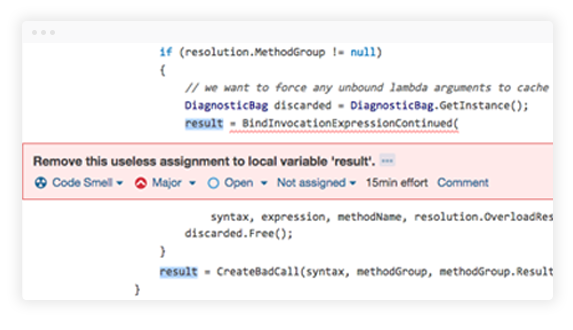 if (resolution.MethodGroup != null)
{
// we want to force any unbound lambda arguments to cache
DiagnosticBag discarded = DiagnosticBag.GetInstance();
result = BindInvocationExpressionContinued(
Remove this useless assignment to local variable 'result'. ...
Code Smell Major Open Not assigned 15min effort Comment
syntax, expression, methodName, resolution.OverloadRes
discarded.Free();
}
result = CreateBadCall(syntax, methodGroup, methodGroup.Result
}